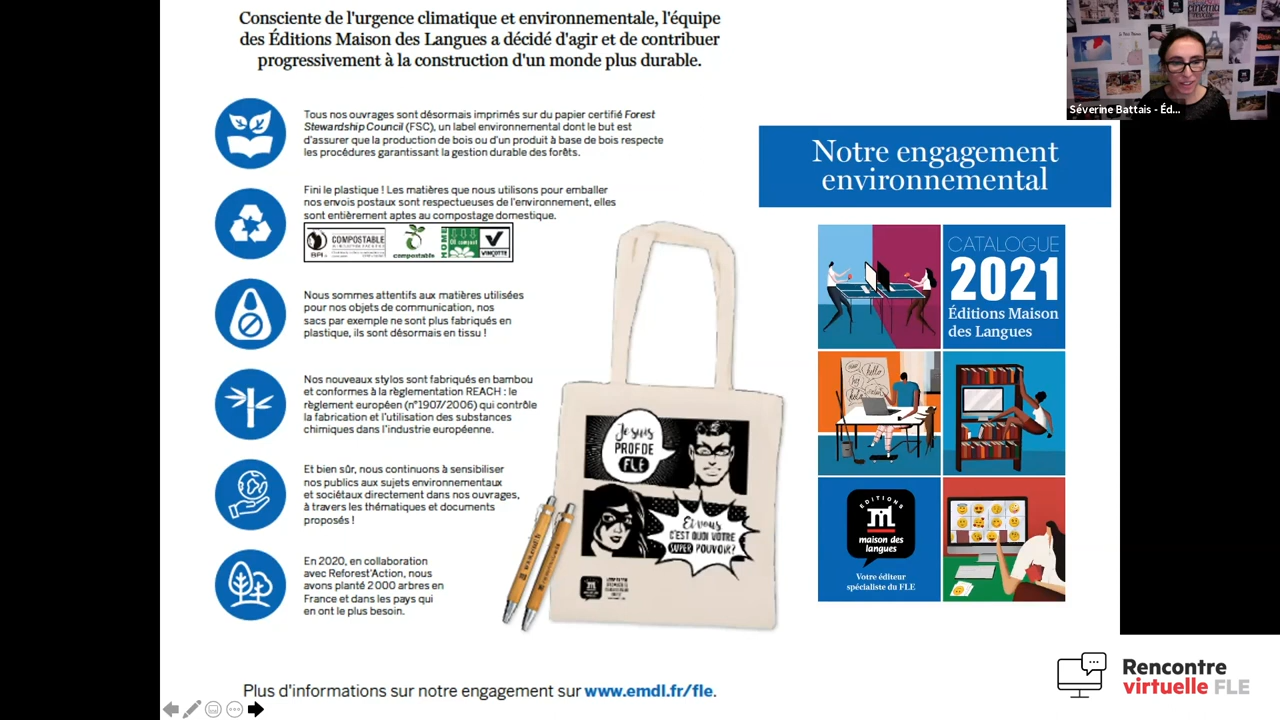 Consciente de l'urgence climatique et environnementale, l'équipe
des Éditions Maison des Langues a décidé d'agir et de contribuer
progressivement à la construction d'un monde plus durable.
Tous nos ouvrages sont désormais imprimés sur du papier certifié Forest
Stewardship Council (FSC), un label environnemental dont le but est
d'assurer que la production de bois ou d'un produit à base de bois respecte
les procédures garantissant la gestion durable des forêts.
Fini le plastique ! Les matières que nous utilisons pour emballer
nos envois postaux sont respectueuses de l'environnement, elles
sont entièrement aptes au compostage domestique.
COMPOSTABLE
compostable
HOME
OK compost
VINÇOTTE
Nous sommes attentifs aux matières utilisées
pour nos objets de communication, nos
sacs par exemple ne sont plus fabriqués en
plastique, ils sont désormais en tissu !
Nos nouveaux stylos sont fabriqués en bambou
et conformes à la règlementation REACH : le
règlement européen (n°1907/2006) qui contrôle
la fabrication et l'utilisation des substances
chimiques dans l'industrie européenne.
Et bien sûr, nous continuons à sensibiliser
nos publics aux sujets environnementaux
et sociétaux directement dans nos ouvrages,
à travers les thématiques et documents
proposés !
En 2020, en collaboration
avec Reforest'Action, nous
avons planté 2 000 arbres en
France et dans les pays qui
en ont le plus besoin.
Je suis
PROF DE
FLE
Et vous
C'EST QUOI VOTRE
SUPER POUVOIR?
Plus d'informations sur notre engagement sur www.emdl.fr/fle.
Séverine Battais - Éd...
Notre engagement
environnemental
CATALOGUE
2021
Éditions Maison
des Langues
hello
EDITIONS
maison des
langues
Votre éditeur
spécialiste du FLE
Rencontre
virtuelle FLE